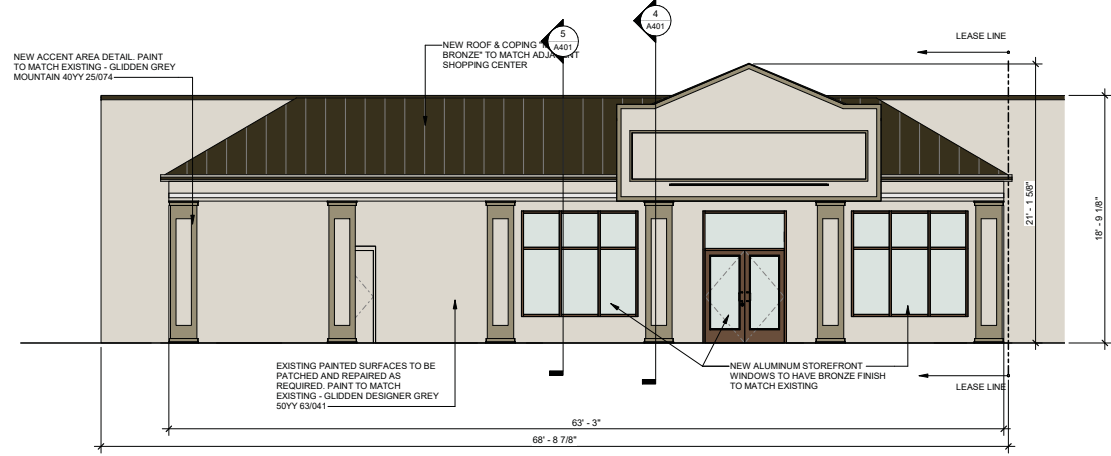 4
A401
5
A401
LEASE LINE
NEW ACCENT AREA DETAIL. PAINT
TO MATCH EXISTING - GLIDDEN GREY
MOUNTAIN 40YY 25/074
NEW ROOF & COPING
BRONZE" TO MATCH ADJACENT
SHOPPING CENTER
21' - 1 5/8"
18' - 9 1/8"
EXISTING PAINTED SURFACES TO BE
PATCHED AND REPAIRED AS
REQUIRED. PAINT TO MATCH
EXISTING - GLIDDEN DESIGNER GREY
50YY 63/041
NEW ALUMINUM STOREFRONT
WINDOWS TO HAVE BRONZE FINISH
TO MATCH EXISTING
LEASE LINE
63' - 3"
68' - 8 7/8"